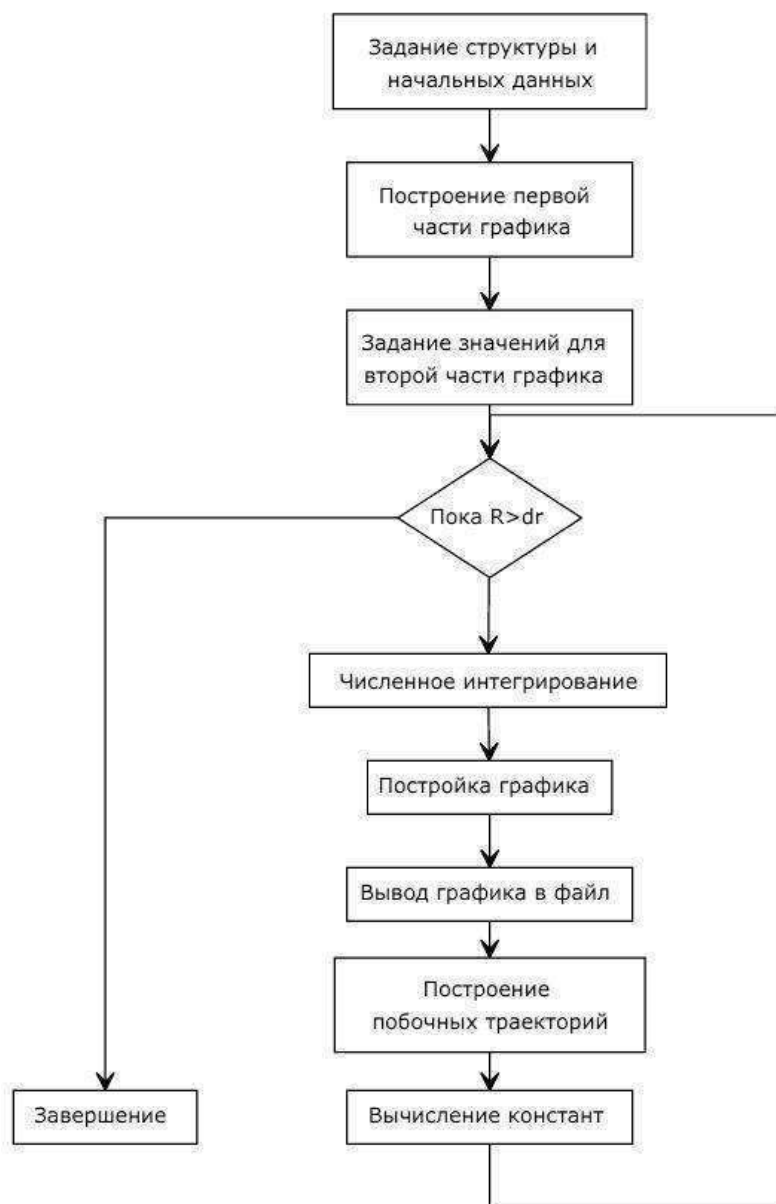 Задание структуры и
начальных данных
Построение первой
части графика
Задание значений для
второй части графика
Пока R>dr
Численное интегрирование
Постройка графика
Вывод графика в файл
Построение
побочных траекторий
Завершение
Вычисление констант